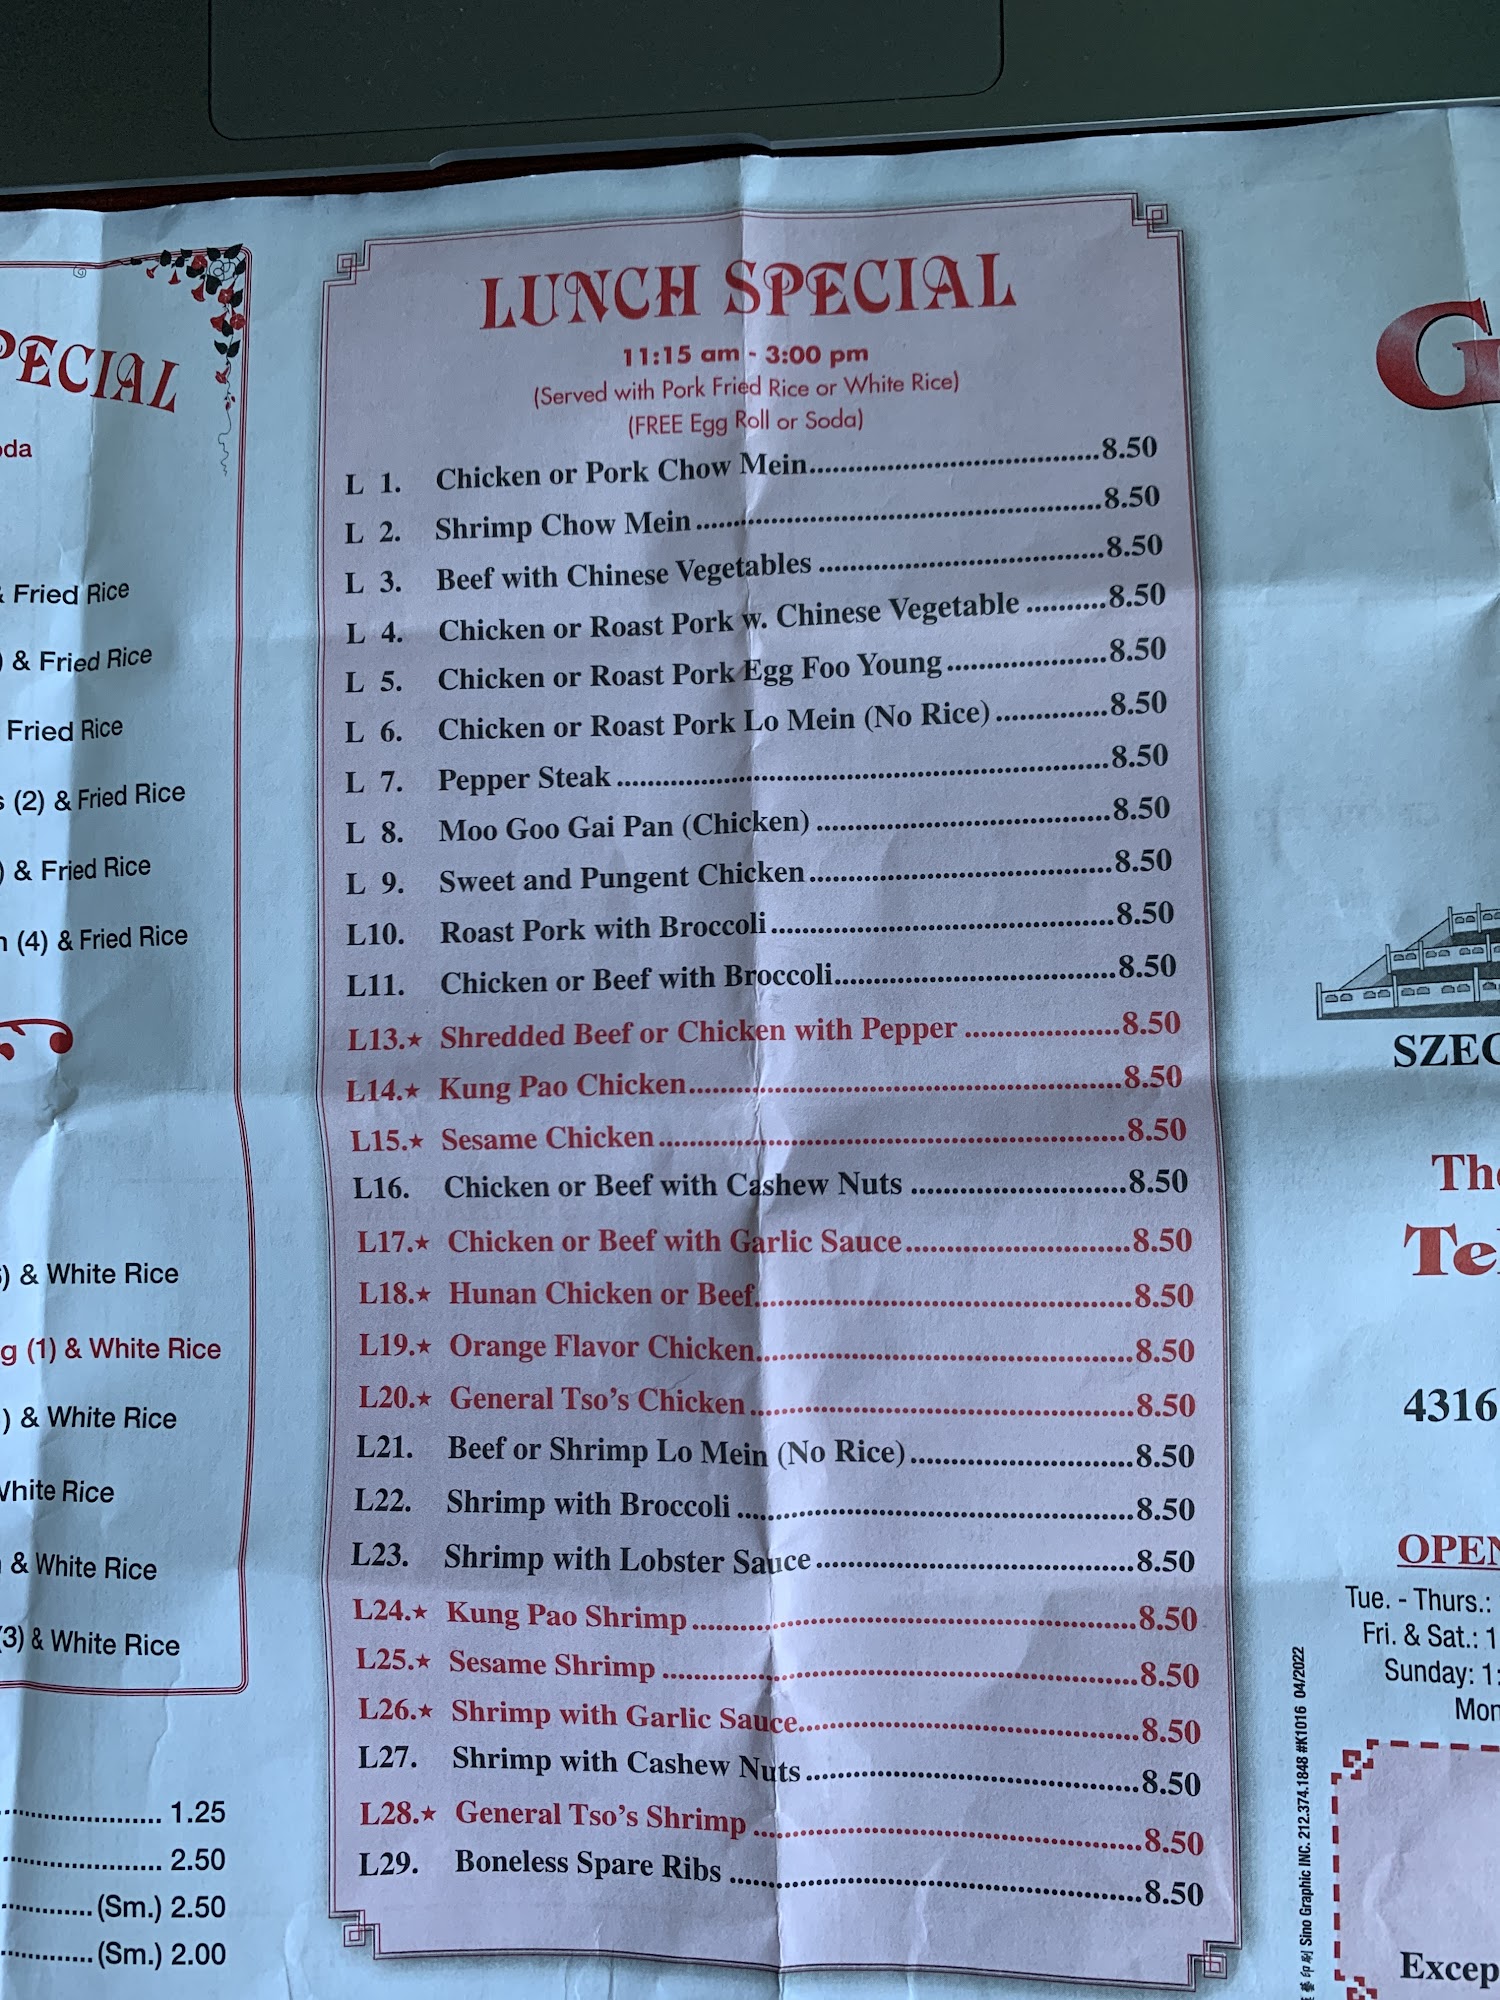 PECIAL
oda
& Fried Rice
) & Fried Rice
Fried Rice
s (2) & Fried Rice
) & Fried Rice
n (4) & Fried Rice
) & White Rice
g (1) & White Rice
) & White Rice
White Rice
& White Rice
(3) & White Rice
1.25
2.50
(Sm.) 2.50
(Sm.) 2.00
LUNCH SPECIAL
11:15 am - 3:00 pm
(Served with Pork Fried Rice or White Rice)
(FREE Egg Roll or Soda)
L 1. Chicken or Pork Chow Mein 8.50
L 2. Shrimp Chow Mein 8.50
L 3. Beef with Chinese Vegetables 8.50
L 4. Chicken or Roast Pork w. Chinese Vegetable 8.50
L 5. Chicken or Roast Pork Egg Foo Young 8.50
L 6. Chicken or Roast Pork Lo Mein (No Rice) 8.50
L 7. Pepper Steak 8.50
L 8. Moo Goo Gai Pan (Chicken) 8.50
L 9. Sweet and Pungent Chicken 8.50
L10. Roast Pork with Broccoli 8.50
L11. Chicken or Beef with Broccoli 8.50
L13.★ Shredded Beef or Chicken with Pepper 8.50
L14.★ Kung Pao Chicken 8.50
L15.★ Sesame Chicken 8.50
L16. Chicken or Beef with Cashew Nuts 8.50
L17.★ Chicken or Beef with Garlic Sauce 8.50
L18.★ Hunan Chicken or Beef 8.50
L19.★ Orange Flavor Chicken 8.50
L20.★ General Tso's Chicken 8.50
L21. Beef or Shrimp Lo Mein (No Rice) 8.50
L22. Shrimp with Broccoli 8.50
L23. Shrimp with Lobster Sauce 8.50
L24.★ Kung Pao Shrimp 8.50
L25.★ Sesame Shrimp 8.50
L26.★ Shrimp with Garlic Sauce 8.50
L27. Shrimp with Cashew Nuts 8.50
L28.★ General Tso's Shrimp 8.50
L29. Boneless Spare Ribs 8.50
G
SZEC
The
Tel
4316
OPEN
Tue. - Thurs.:
Fri. & Sat.: 1
Sunday: 1:
Mon
Sino Graphic INC. 212.374.1848 #K1016 04/2022
Excep